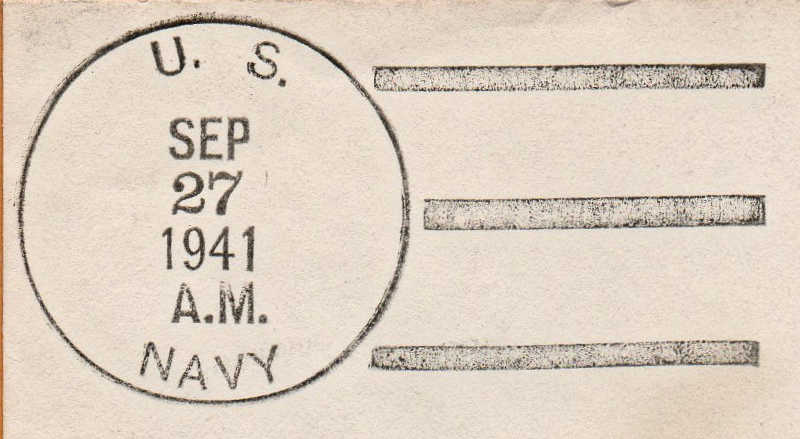 U. S.
SEP
27
1941
A.M.
NAVY